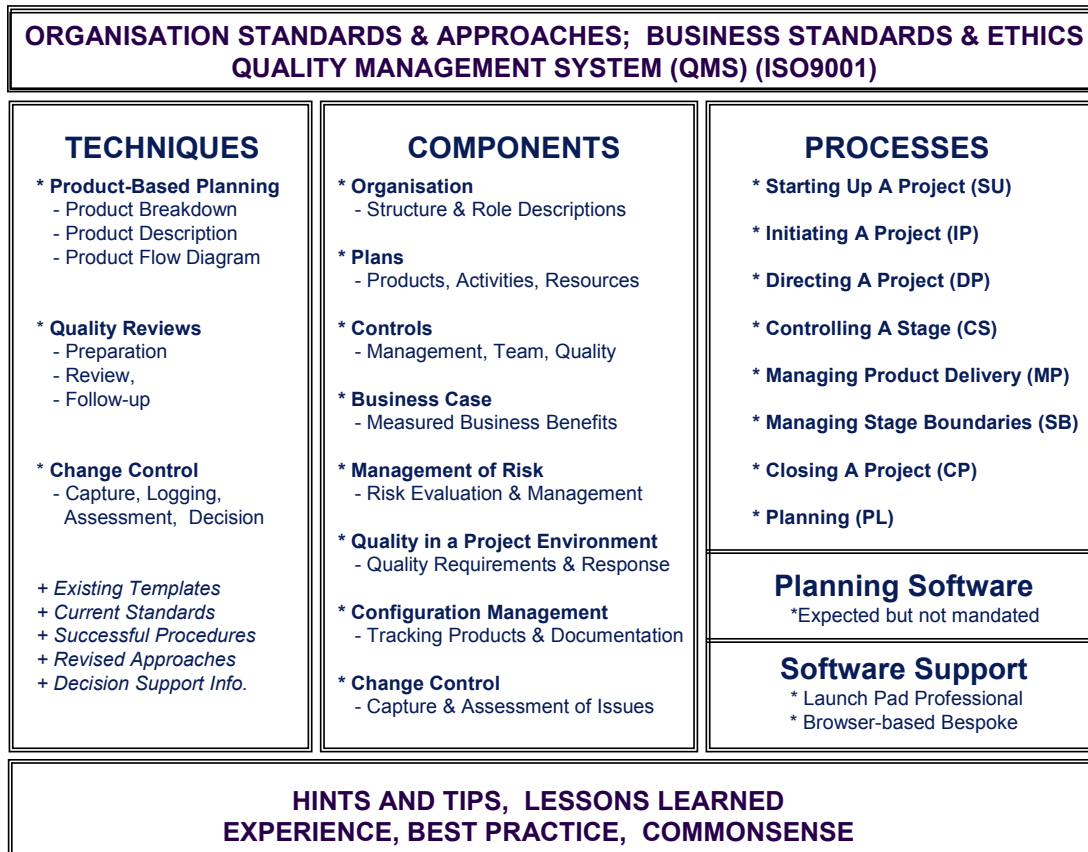 ORGANISATION STANDARDS & APPROACHES; BUSINESS STANDARDS & ETHICS
QUALITY MANAGEMENT SYSTEM (QMS) (ISO9001)
TECHNIQUES
* Product-Based Planning
- Product Breakdown
- Product Description
- Product Flow Diagram
* Quality Reviews
- Preparation
- Review,
- Follow-up
* Change Control
- Capture, Logging,
Assessment, Decision
+ Existing Templates
+ Current Standards
+ Successful Procedures
+ Revised Approaches
+ Decision Support Info.
COMPONENTS
* Organisation
- Structure & Role Descriptions
* Plans
- Products, Activities, Resources
* Controls
- Management, Team, Quality
* Business Case
- Measured Business Benefits
* Management of Risk
- Risk Evaluation & Management
* Quality in a Project Environment
- Quality Requirements & Response
* Configuration Management
- Tracking Products & Documentation
* Change Control
- Capture & Assessment of Issues
PROCESSES
* Starting Up A Project (SU)
* Initiating A Project (IP)
* Directing A Project (DP)
* Controlling A Stage (CS)
* Managing Product Delivery (MP)
* Managing Stage Boundaries (SB)
* Closing A Project (CP)
* Planning (PL)
Planning Software
*Expected but not mandated
Software Support
* Launch Pad Professional
* Browser-based Bespoke
HINTS AND TIPS, LESSONS LEARNED
EXPERIENCE, BEST PRACTICE, COMMONSENSE